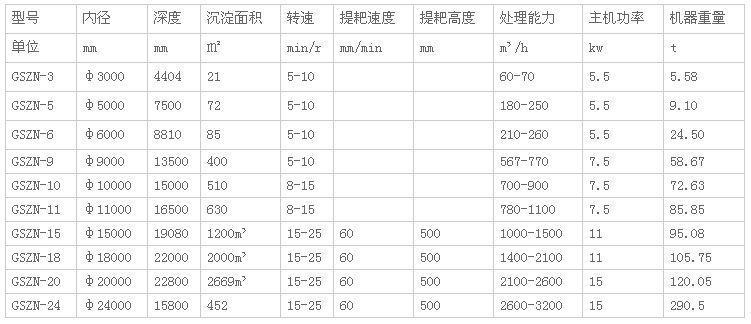 型号 内径 深度 沉淀面积 转速 提耙速度 提耙高度 处理能力 主机功率 机器重量
单位 mm mm ㎡ min/r mm/min mm m³/h kw t
GSZN-3 φ3000 4404 21 5-10 60-70 5.5 5.58
GSZN-5 φ5000 7500 72 5-10 180-250 5.5 9.10
GSZN-6 φ6000 8810 85 5-10 210-260 5.5 24.50
GSZN-9 φ9000 13500 400 5-10 567-770 7.5 58.67
GSZN-10 φ10000 15000 510 8-15 700-900 7.5 72.63
GSZN-11 φ11000 16500 630 8-15 780-1100 7.5 85.85
GSZN-15 φ15000 19080 1200m³ 15-25 60 500 1000-1500 11 95.08
GSZN-18 φ18000 22000 2000m³ 15-25 60 500 1400-2100 11 105.75
GSZN-20 φ20000 22800 2669m³ 15-25 60 500 2100-2600 15 120.05
GSZN-24 φ24000 15800 452 15-25 60 500 2600-3200 15 290.5